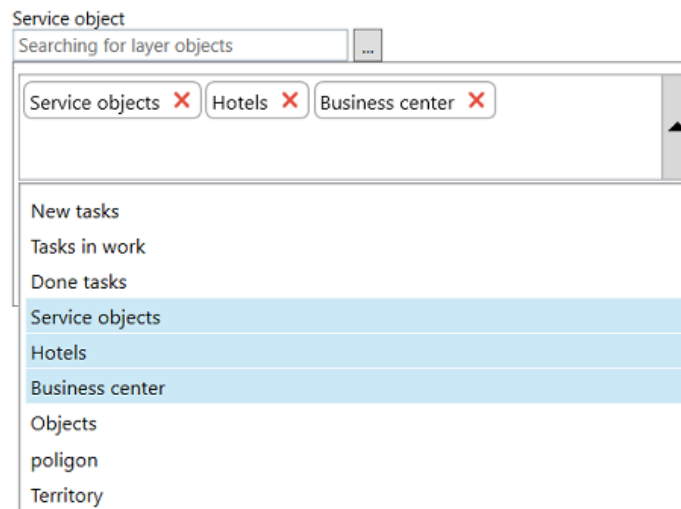 Service object
Searching for layer objects ...
Service objects Hotels Business center
New tasks
Tasks in work
Done tasks
Service objects
Hotels
Business center
Objects
poligon
Territory